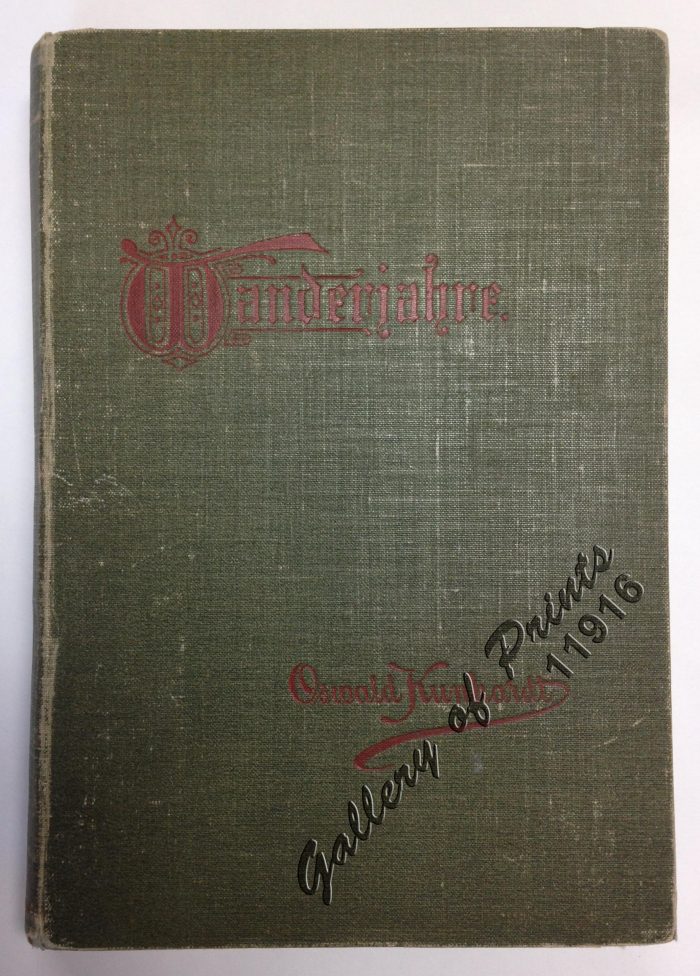 Wanderjahre.
Oswald Kunhardt
Gallery of Prints
11916